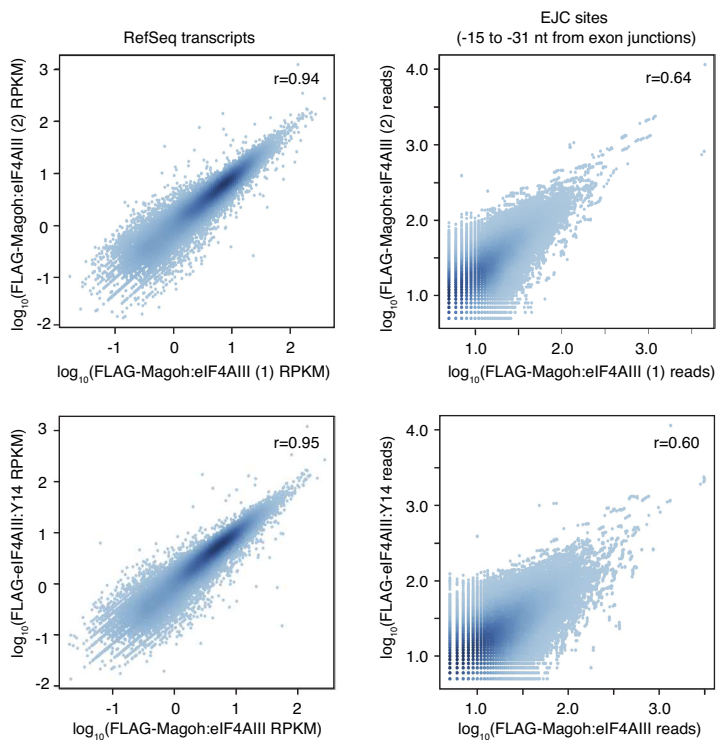 RefSeq transcripts
EJC sites
(-15 to -31 nt from exon junctions)
log10(FLAG-Magoh:eIF4AIII (2) RPKM)
3
2
1
0
-1
-2
r=0.94
-1
0
1
2
log10(FLAG-Magoh:eIF4AIII (1) RPKM)
log10(FLAG-Magoh:eIF4AIII (2) reads)
4.0
3.0
2.0
1.0
r=0.64
1.0
2.0
3.0
log10(FLAG-Magoh:eIF4AIII (1) reads)
log10(FLAG-eIF4AIII:Y14 RPKM)
3
2
1
0
-1
-2
r=0.95
-1
0
1
2
log10(FLAG-Magoh:eIF4AIII RPKM)
log10(FLAG-eIF4AIII:Y14 reads)
4.0
3.0
2.0
1.0
r=0.60
1.0
2.0
3.0
log10(FLAG-Magoh:eIF4AIII reads)